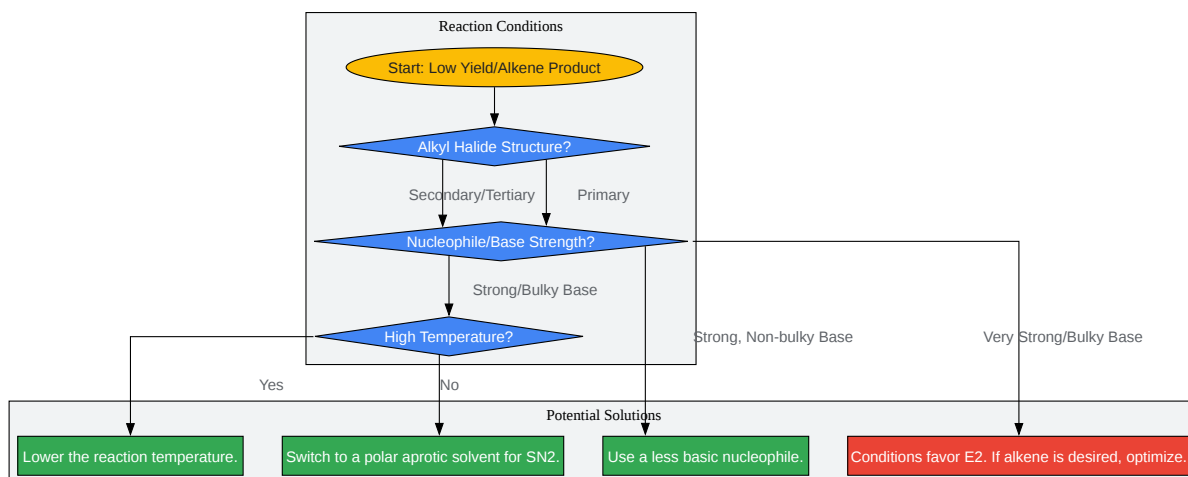 Reaction Conditions
Start: Low Yield/Alkene Product
Alkyl Halide Structure?
Secondary/Tertiary
Primary
Nucleophile/Base Strength?
Strong/Bulky Base
High Temperature?
Strong, Non-bulky Base
Very Strong/Bulky Base
Yes
No
Potential Solutions
Lower the reaction temperature.
Switch to a polar aprotic solvent for SN2.
Use a less basic nucleophile.
Conditions favor E2. If alkene is desired, optimize.